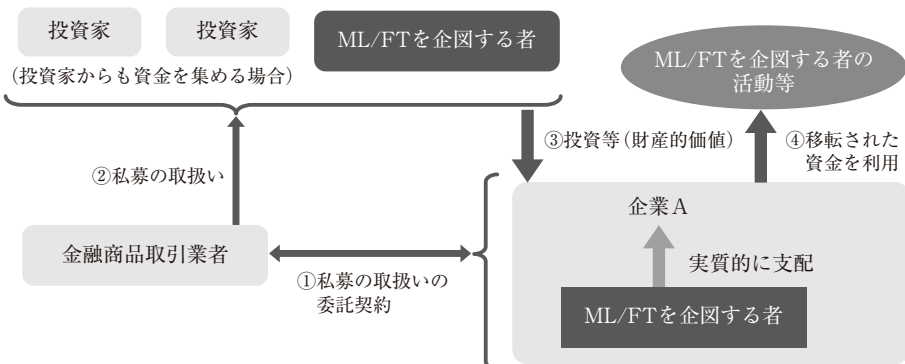 投資家
投資家
ML/FTを企図する者
(投資家からも資金を集める場合)
ML/FTを企図する者の
活動等
②私募の取扱い
③投資等(財産的価値)
④移転された
資金を利用
金融商品取引業者
①私募の取扱いの
委託契約
企業A
実質的に支配
ML/FTを企図する者